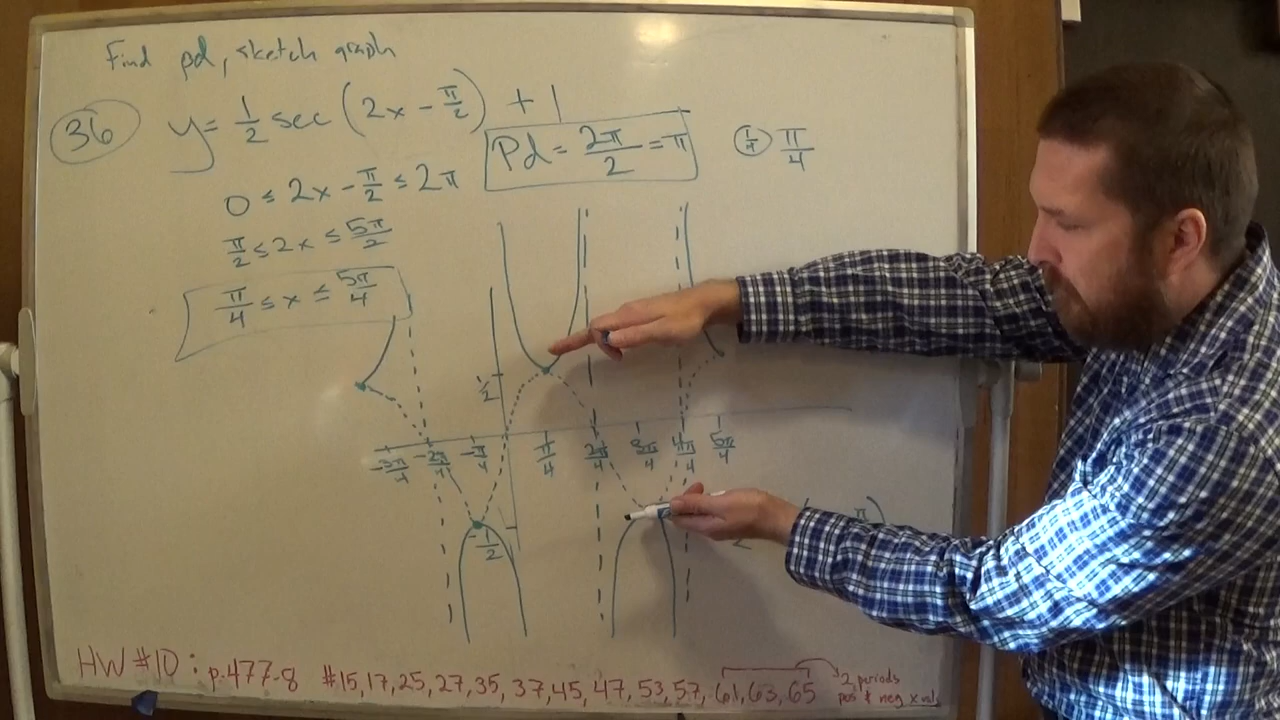 Find pd, sketch graph
36 y = 1/2 sec (2x - π/2) + 1
Pd = 2π/2 = π
1/4 π/4
0 ≤ 2x - π/2 ≤ 2π
π/2 ≤ 2x ≤ 5π/2
π/4 ≤ x ≤ 5π/4
1/2
-3π/4 -2π/4 -π/4 π/4 2π/4 3π/4 4π/4 5π/4
-1/2
HW #10: p.477-8 #15,17,25,27,35,37,45,47,53,57,61,63,65
2 periods
pos & neg x vals